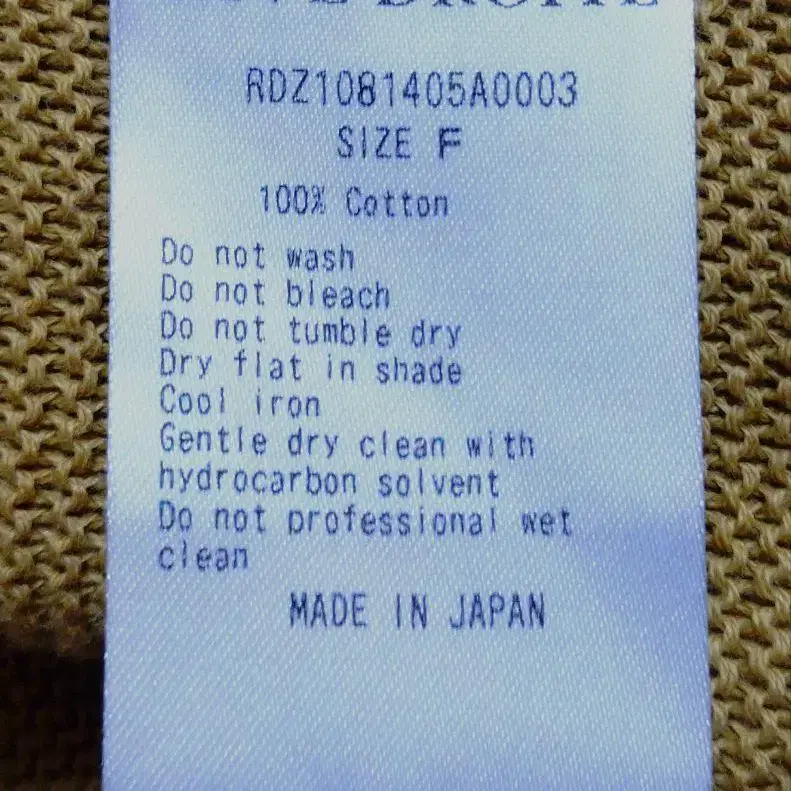 RDZ1081405A0003
SIZE F
100% Cotton
Do not wash
Do not bleach
Do not tumble dry
Dry flat in shade
Cool iron
Gentle dry clean with
hydrocarbon solvent
Do not professional wet
clean
MADE IN JAPAN